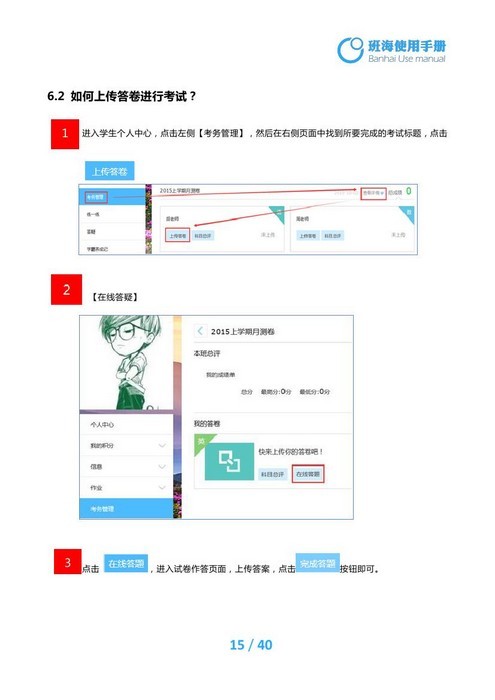 班海使用手册
Banhai Use manual
6.2 如何上传答卷进行考试？
1 进入学生个人中心，点击左侧【考务管理】，然后在右侧页面中找到所要完成的考试标题，点击
上传答卷
考务管理
2015上学期月测卷
0
答疑
上传答卷 科目总评 未上传
上传答卷 科目总评 未上传
2 【在线答疑】
2015上学期月测卷
本班总评
我的成绩单
总分 最高分:0分 最低分:0分
个人中心
我的答卷
我的积分
英
快来上传你的答卷吧！
信息
科目总评 在线答题
作业
考务管理
3 点击 在线答题 ，进入试卷作答页面，上传答案，点击 完成答题 按钮即可。
15 / 40